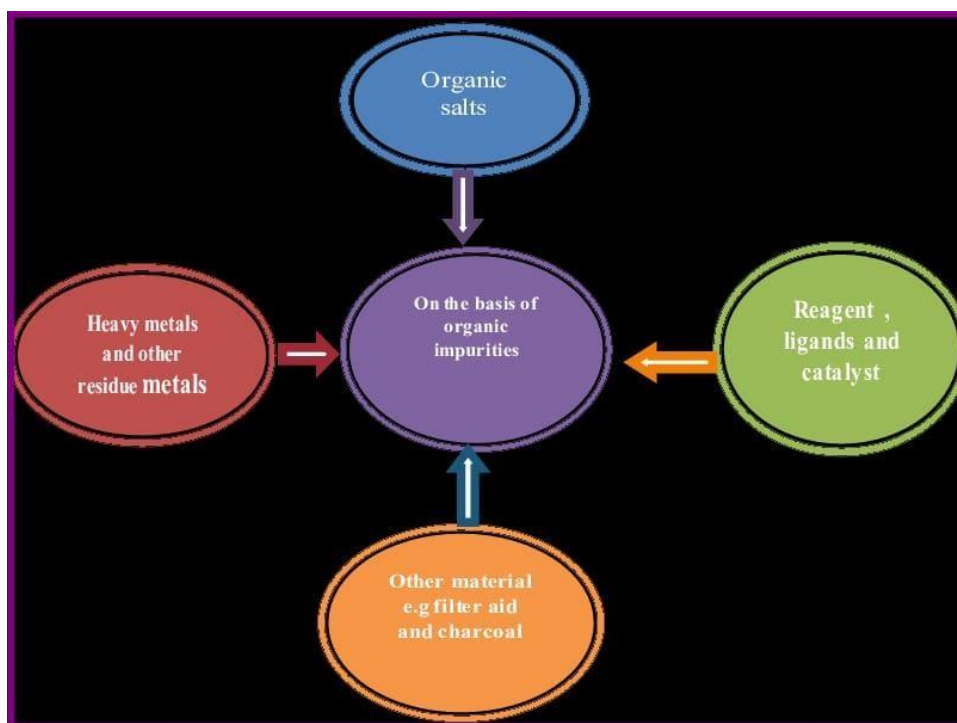 Organic
salts
On the basis of
organic
impurities
Heavy metals
and other
residue metals
Reagent ,
ligands and
catalyst
Other material
e.g filter aid
and charcoal